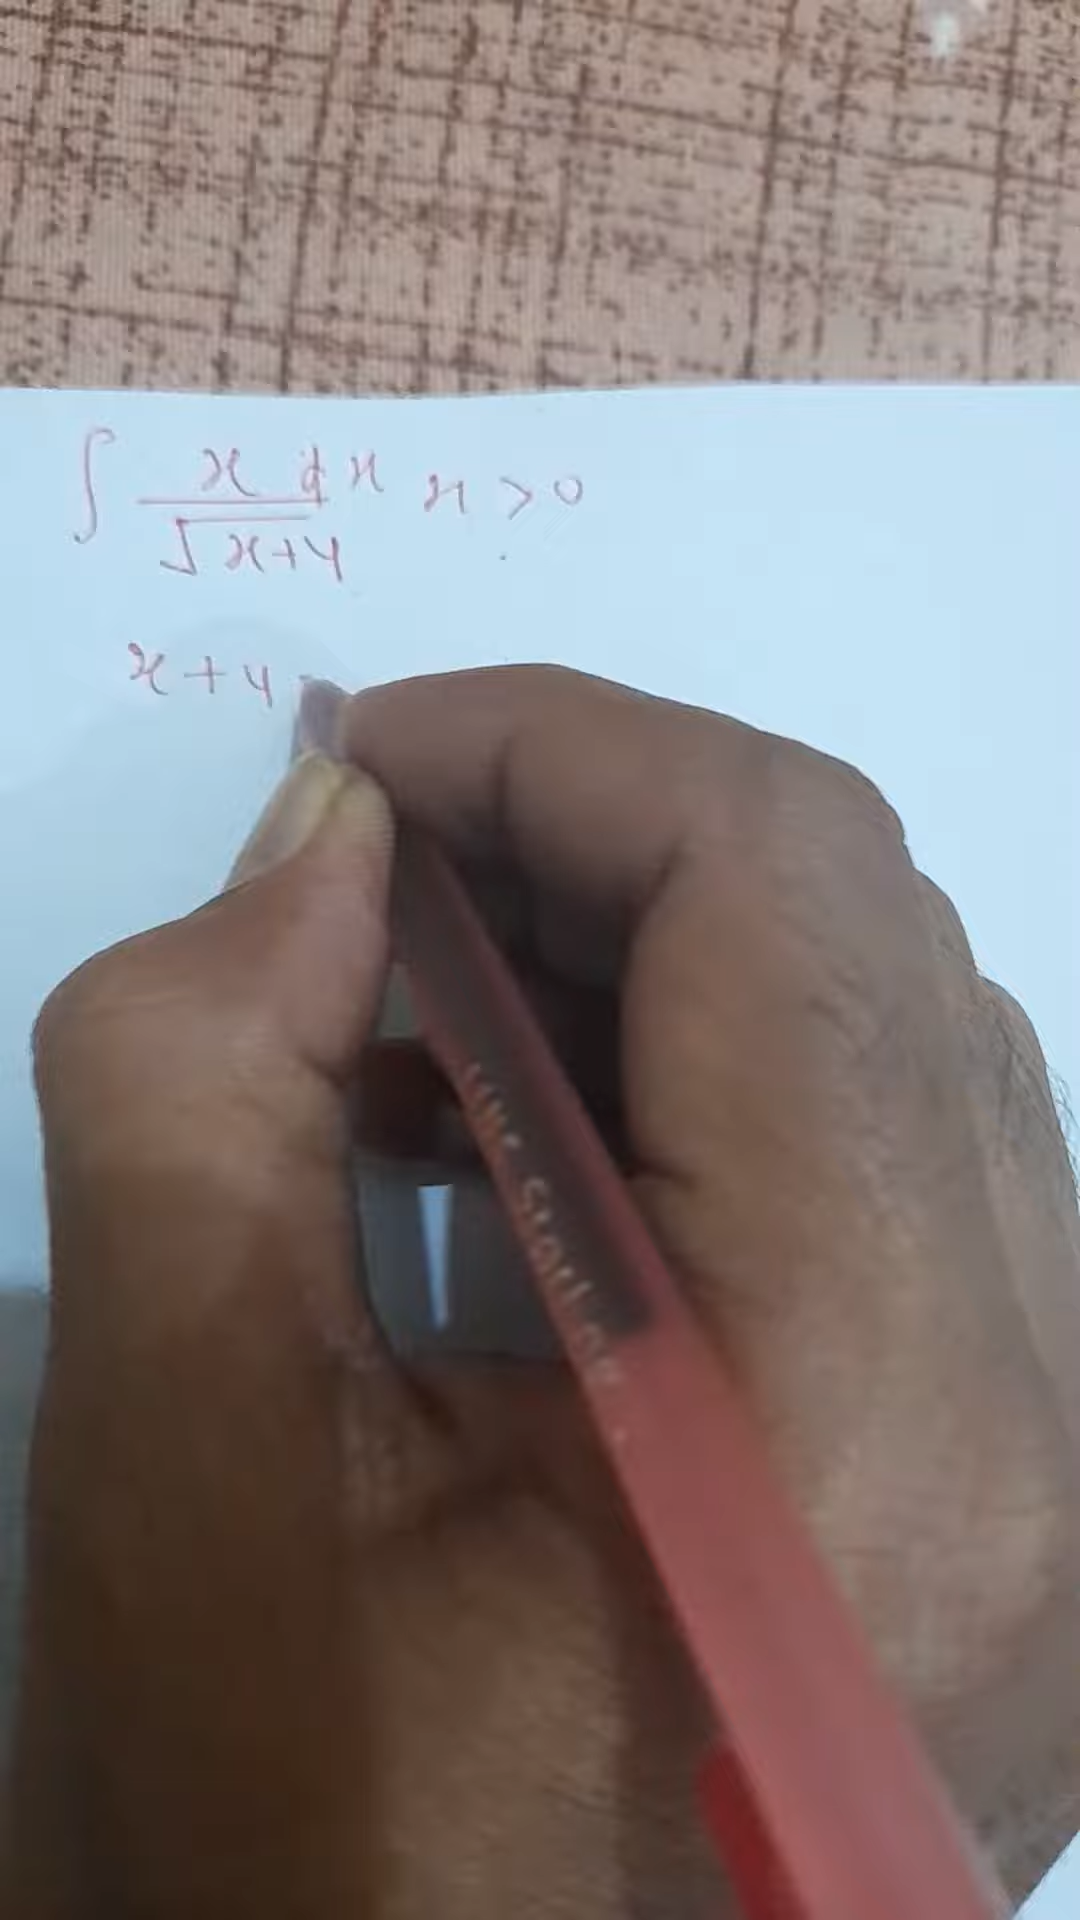 ∫ x dx / √x+4 x > 0
x + 4